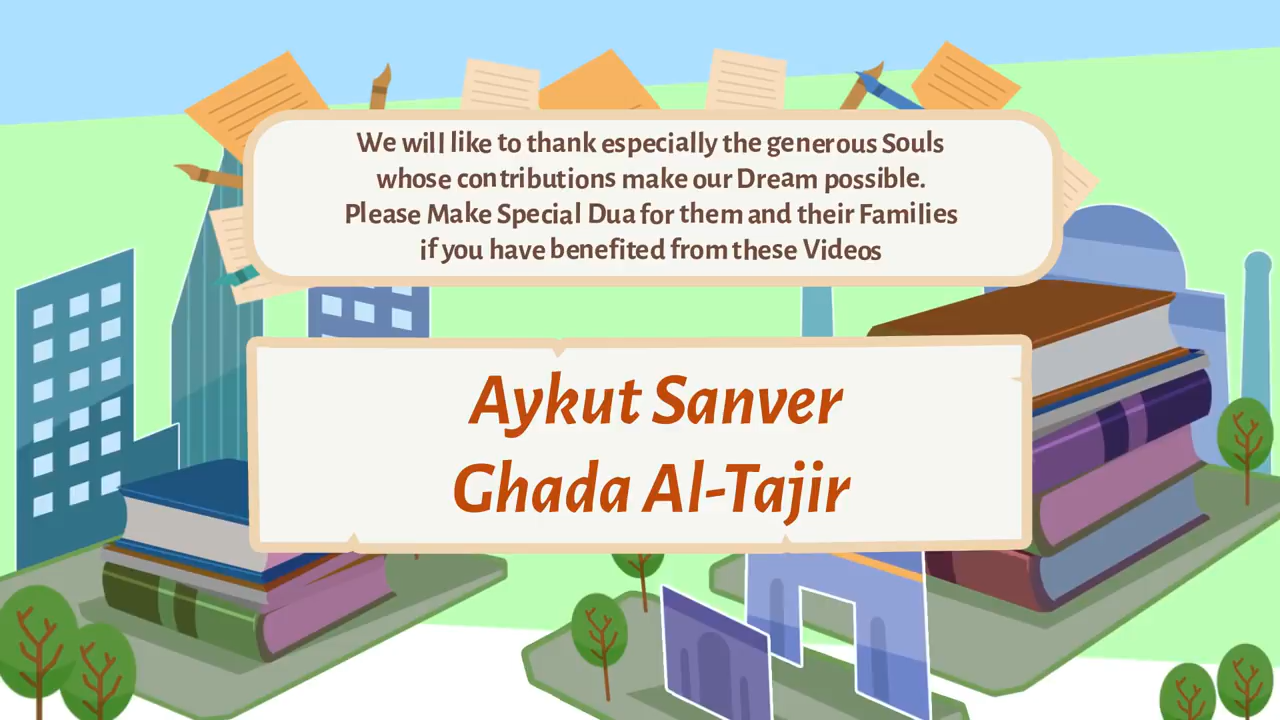 We will like to thank especially the generous Souls
whose contributions make our Dream possible.
Please Make Special Dua for them and their Families
if you have benefited from these Videos
Aykut Sanver
Ghada Al-Tajir